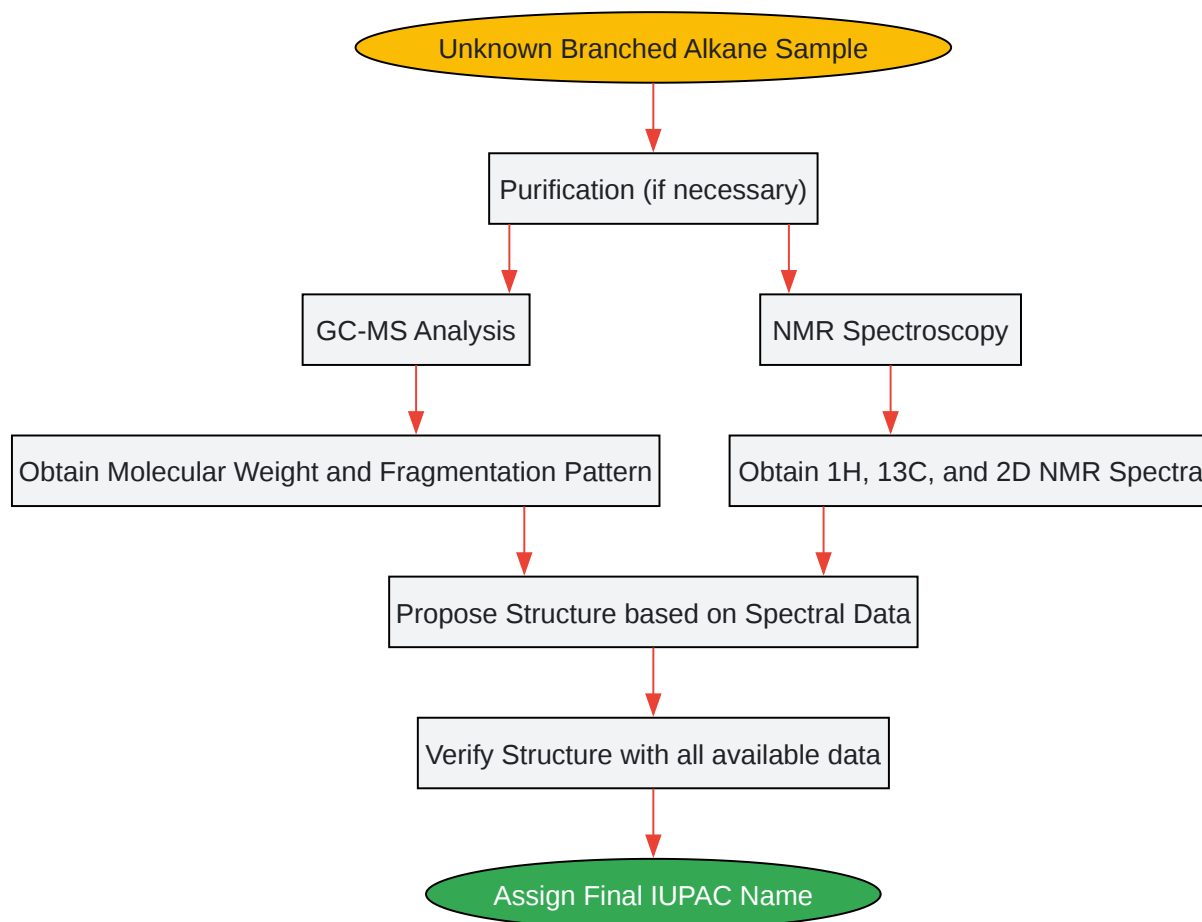 Unknown Branched Alkane Sample
Purification (if necessary)
GC-MS Analysis
NMR Spectroscopy
Obtain Molecular Weight and Fragmentation Pattern
Obtain 1H, 13C, and 2D NMR Spectra
Propose Structure based on Spectral Data
Verify Structure with all available data
Assign Final IUPAC Name